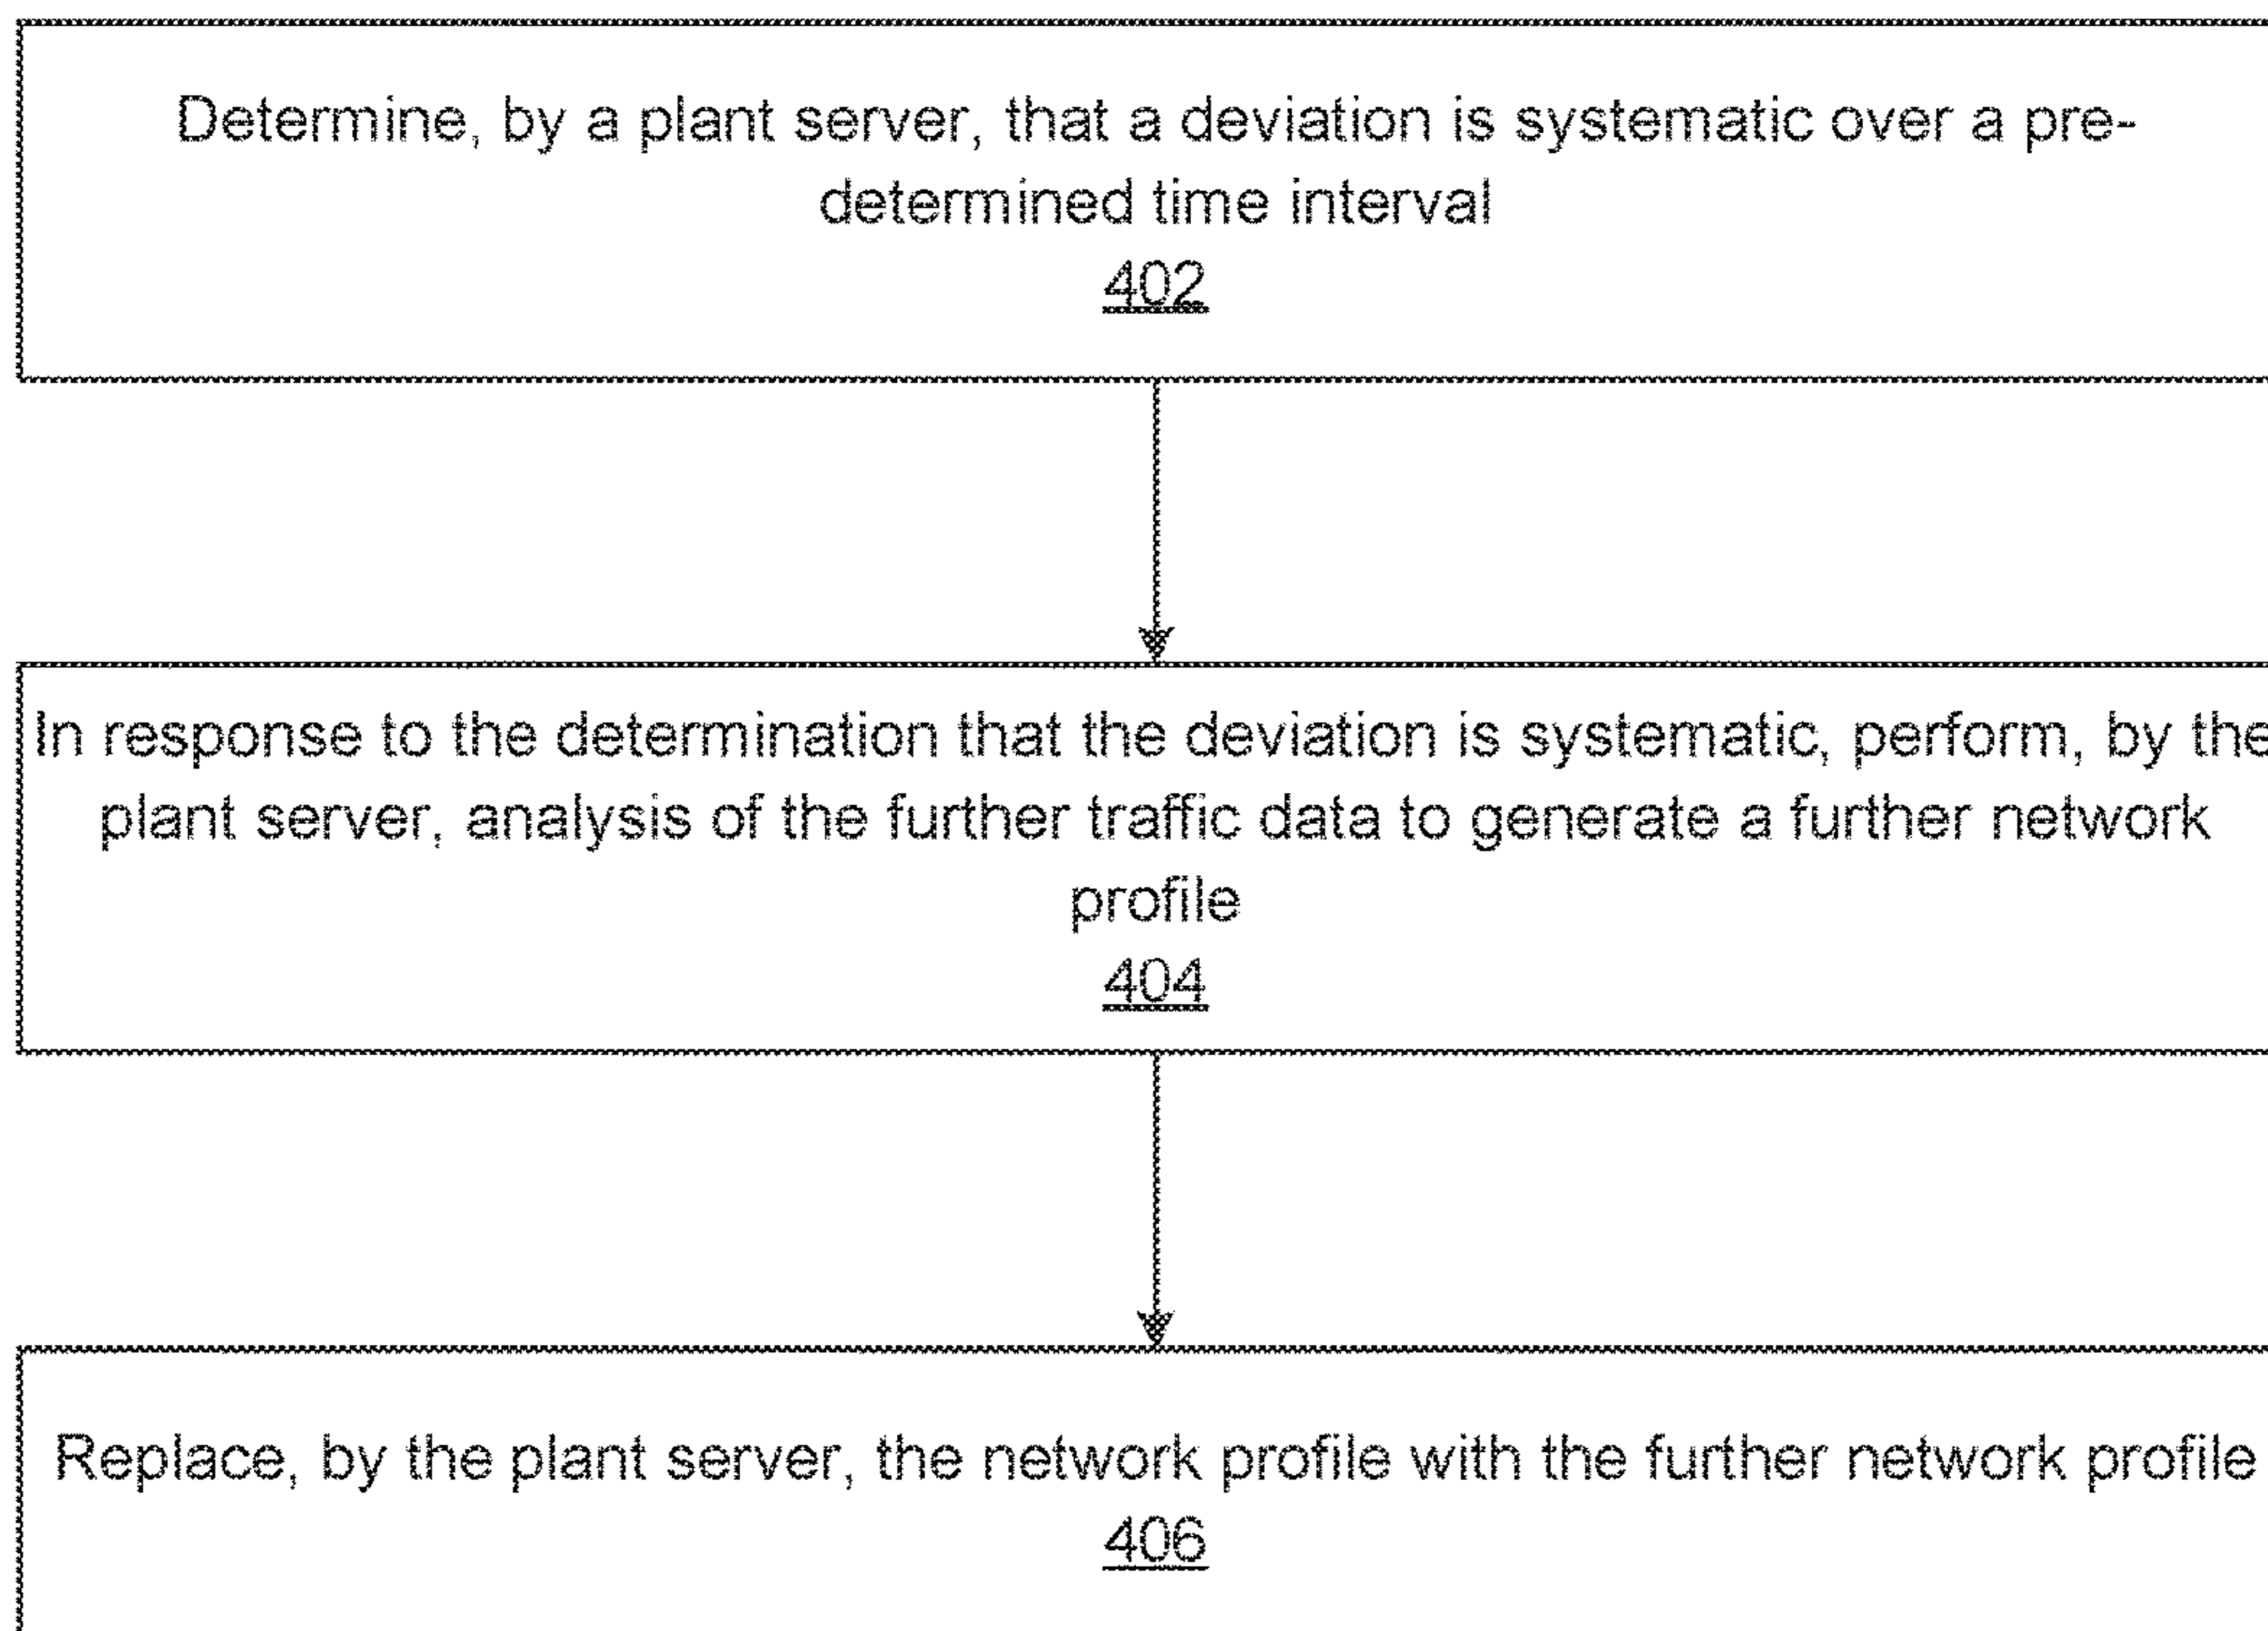 Determine, by a plant server, that a deviation is systematic over a pre-
determined time interval
402
In response to the determination that the deviation is systematic, perform, by the
plant server, analysis of the further traffic data to generate a further network
profile
404
Replace, by the plant server, the network profile with the further network profile
406